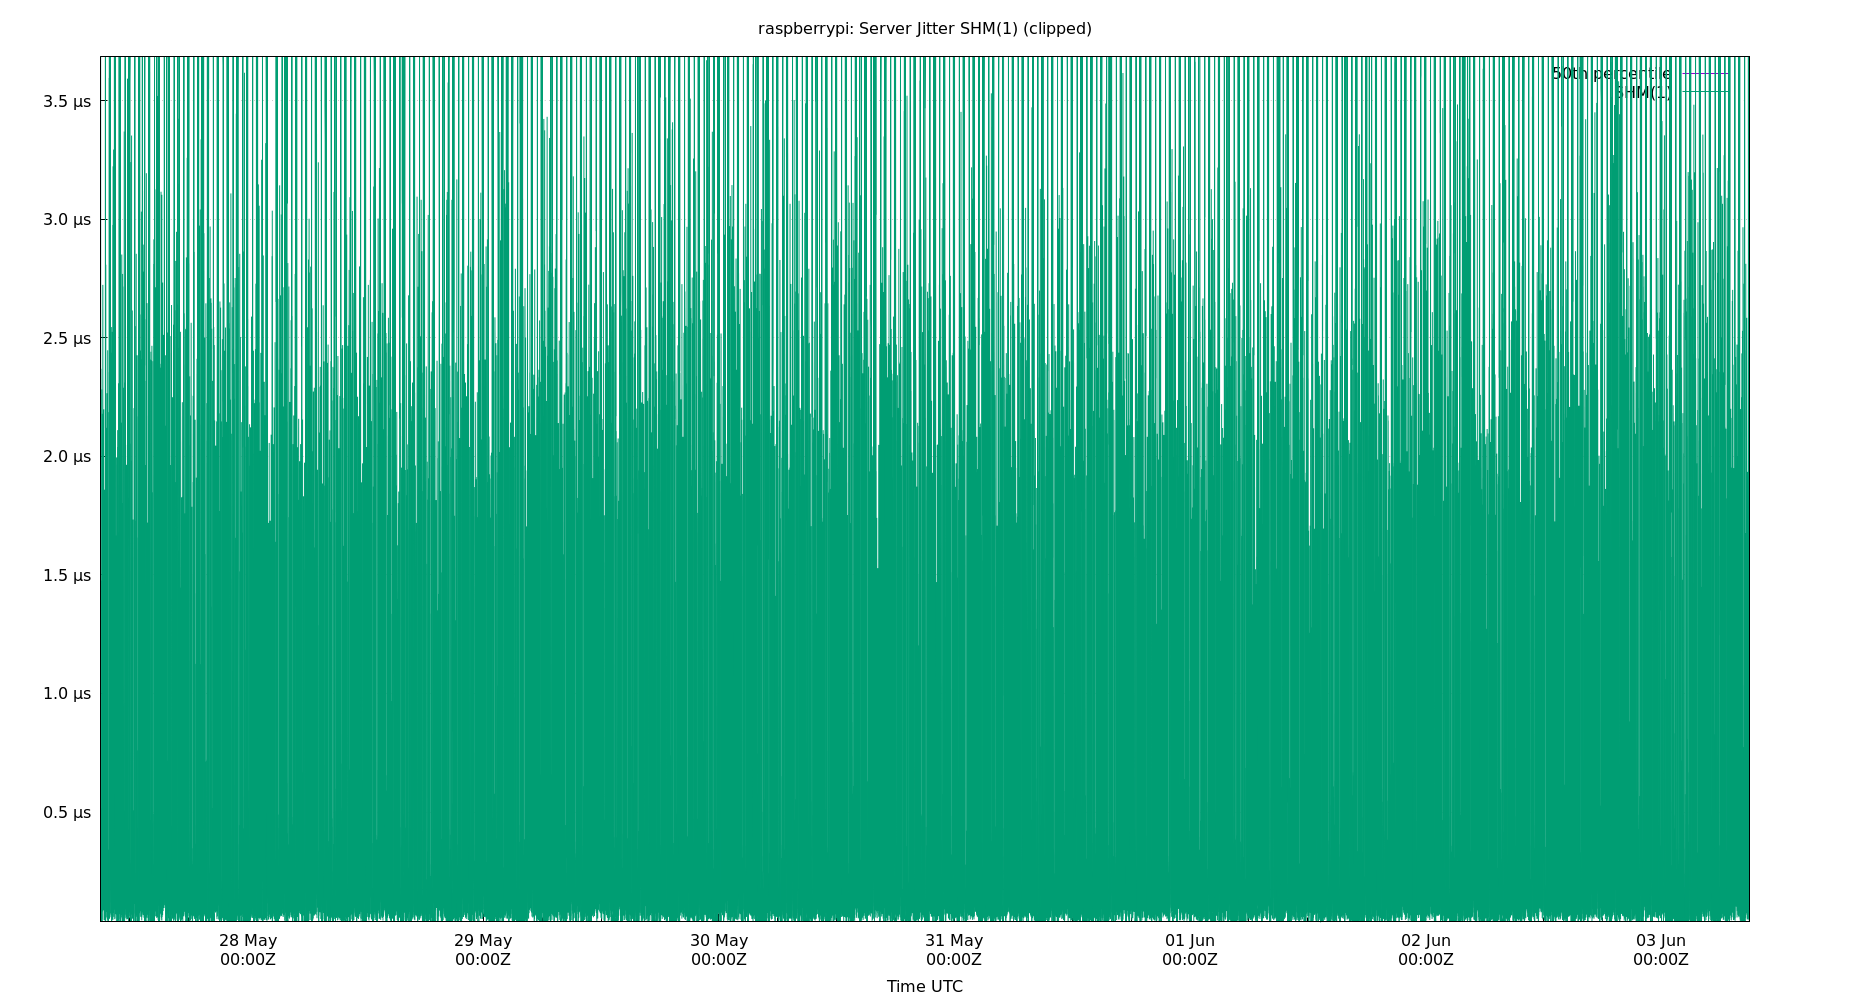 raspberrypi: Server Jitter SHM(1) (clipped)
50th percentile
SHM(1)
3.5 µs
3.0 µs
2.5 µs
2.0 µs
1.5 µs
1.0 µs
0.5 µs
28 May 29 May 30 May 31 May 01 Jun 02 Jun 03 Jun
00:00Z 00:00Z 00:00Z 00:00Z 00:00Z 00:00Z 00:00Z
Time UTC